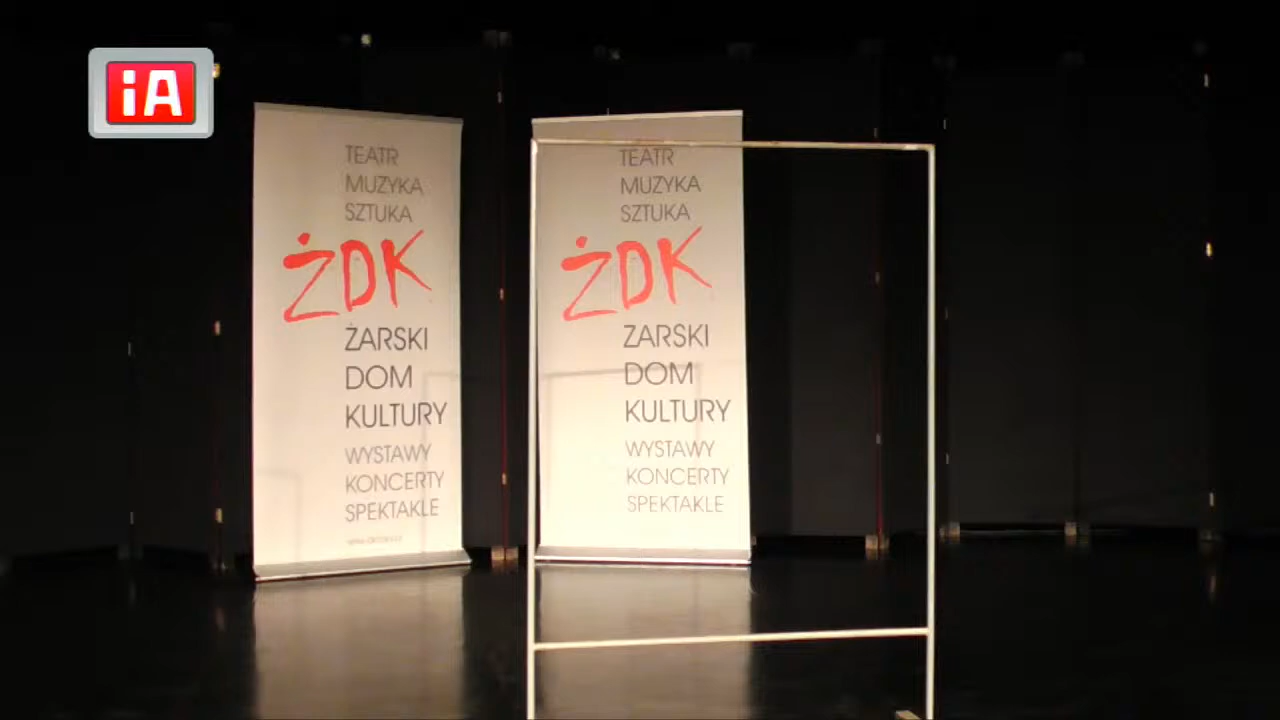 iA
TEATR
MUZYKA
SZTUKA
ŻDK
ŻARSKI
DOM
KULTURY
WYSTAWY
KONCERTY
SPEKTAKLE
TEATR
MUZYKA
SZTUKA
ŻDK
ŻARSKI
DOM
KULTURY
WYSTAWY
KONCERTY
SPEKTAKLE